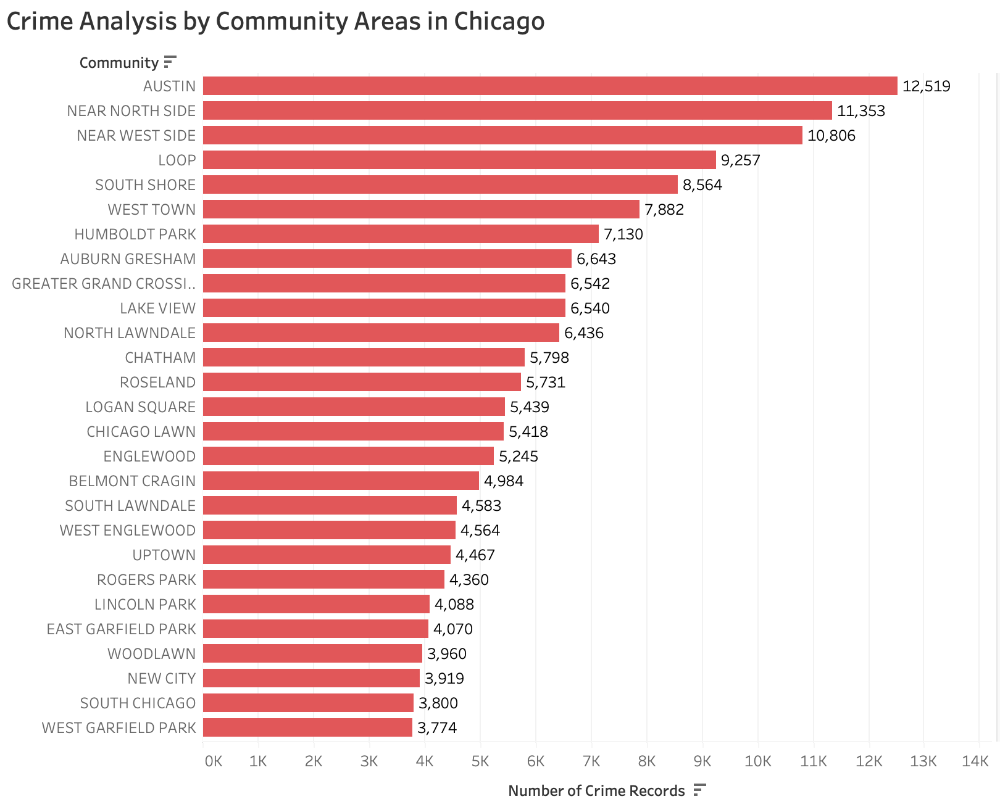 Crime Analysis by Community Areas in Chicago
Community
AUSTIN 12,519
NEAR NORTH SIDE 11,353
NEAR WEST SIDE 10,806
LOOP 9,257
SOUTH SHORE 8,564
WEST TOWN 7,882
HUMBOLDT PARK 7,130
AUBURN GRESHAM 6,643
GREATER GRAND CROSSI.. 6,542
LAKE VIEW 6,540
NORTH LAWNDALE 6,436
CHATHAM 5,798
ROSELAND 5,731
LOGAN SQUARE 5,439
CHICAGO LAWN 5,418
ENGLEWOOD 5,245
BELMONT CRAGIN 4,984
SOUTH LAWNDALE 4,583
WEST ENGLEWOOD 4,564
UPTOWN 4,467
ROGERS PARK 4,360
LINCOLN PARK 4,088
EAST GARFIELD PARK 4,070
WOODLAWN 3,960
NEW CITY 3,919
SOUTH CHICAGO 3,800
WEST GARFIELD PARK 3,774
0K 1K 2K 3K 4K 5K 6K 7K 8K 9K 10K 11K 12K 13K 14K
Number of Crime Records